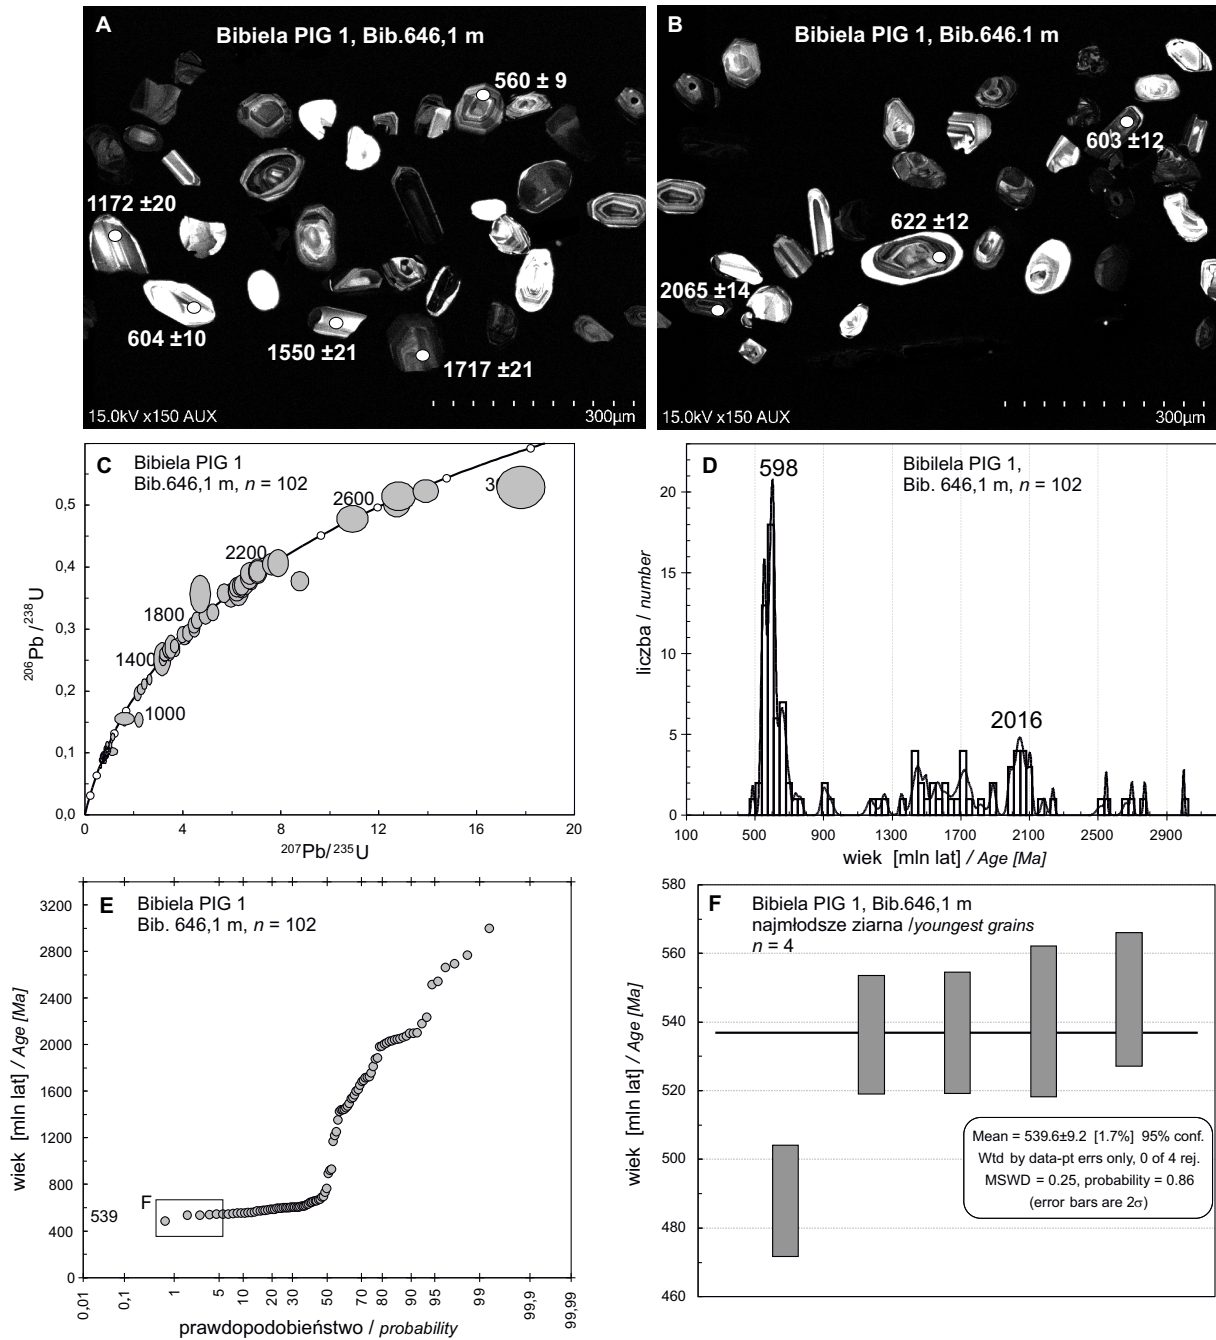 A
Bibiela PIG 1, Bib.646,1 m
560 ± 9
1172 ±20
604 ±10
1550 ±21
1717 ±21
15.0kV x150 AUX
300µm
B
Bibiela PIG 1, Bib.646.1 m
603 ±12
622 ±12
2065 ±14
15.0kV x150 AUX
300µm
C
Bibiela PIG 1
Bib.646,1 m, n = 102
0,5
0,4
0,3
0,2
0,1
0,0
206Pb/238U
2600
2200
1800
1400
1000
0
4
8
12
16
20
207Pb/235U
D
Bibilela PIG 1,
Bib. 646,1 m, n = 102
598
2016
20
15
10
5
0
liczba / number
100
500
900
1300
1700
2100
2500
2900
wiek [mln lat] / Age [Ma]
E
Bibiela PIG 1
Bib. 646,1 m, n = 102
3200
2800
2400
2000
1600
1200
800
400
0
539
F
wiek [mln lat] / Age [Ma]
0,01
0,1
1
5
10
20
30
50
70
80
90
95
99
99,9
99,99
prawdopodobieństwo / probability
F
Bibiela PIG 1, Bib.646,1 m
najmłodsze ziarna /youngest grains
n = 4
580
560
540
520
500
480
460
wiek [mln lat] / Age [Ma]
Mean = 539.6±9.2 [1.7%] 95% conf.
Wtd by data-pt errs only, 0 of 4 rej.
MSWD = 0.25, probability = 0.86
(error bars are 2σ)